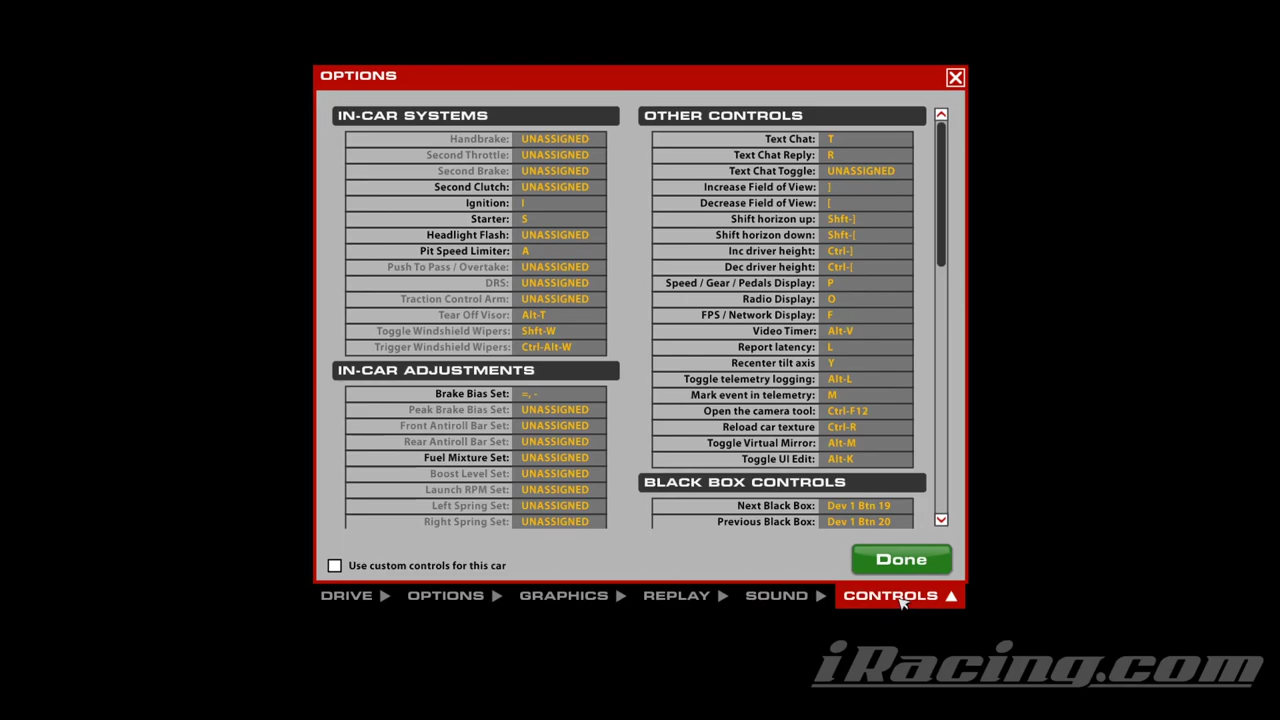 OPTIONS
IN-CAR SYSTEMS
Handbrake: UNASSIGNED
Second Throttle: UNASSIGNED
Second Brake: UNASSIGNED
Second Clutch: UNASSIGNED
Ignition: I
Starter: S
Headlight Flash: UNASSIGNED
Pit Speed Limiter: A
Push To Pass / Overtake: UNASSIGNED
DRS: UNASSIGNED
Traction Control Arm: UNASSIGNED
Tear Off Visor: Alt-T
Toggle Windshield Wipers: Shft-W
Trigger Windshield Wipers: Ctrl-Alt-W
IN-CAR ADJUSTMENTS
Brake Bias Set: =, -
Peak Brake Bias Set: UNASSIGNED
Front Antiroll Bar Set: UNASSIGNED
Rear Antiroll Bar Set: UNASSIGNED
Fuel Mixture Set: UNASSIGNED
Boost Level Set: UNASSIGNED
Launch RPM Set: UNASSIGNED
Left Spring Set: UNASSIGNED
Right Spring Set: UNASSIGNED
OTHER CONTROLS
Text Chat: T
Text Chat Reply: R
Text Chat Toggle: UNASSIGNED
Increase Field of View: ]
Decrease Field of View: [
Shift horizon up: Shft-]
Shift horizon down: Shft-[
Inc driver height: Ctrl-]
Dec driver height: Ctrl-[
Speed / Gear / Pedals Display: P
Radio Display: O
FPS / Network Display: F
Video Timer: Alt-V
Report latency: L
Recenter tilt axis Y
Toggle telemetry logging: Alt-L
Mark event in telemetry: M
Open the camera tool: Ctrl-F12
Reload car texture Ctrl-R
Toggle Virtual Mirror: Alt-M
Toggle UI Edit: Alt-K
BLACK BOX CONTROLS
Next Black Box: Dev 1 Btn 19
Previous Black Box: Dev 1 Btn 20
Use custom controls for this car
Done
DRIVE OPTIONS GRAPHICS REPLAY SOUND CONTROLS
iRacing.com